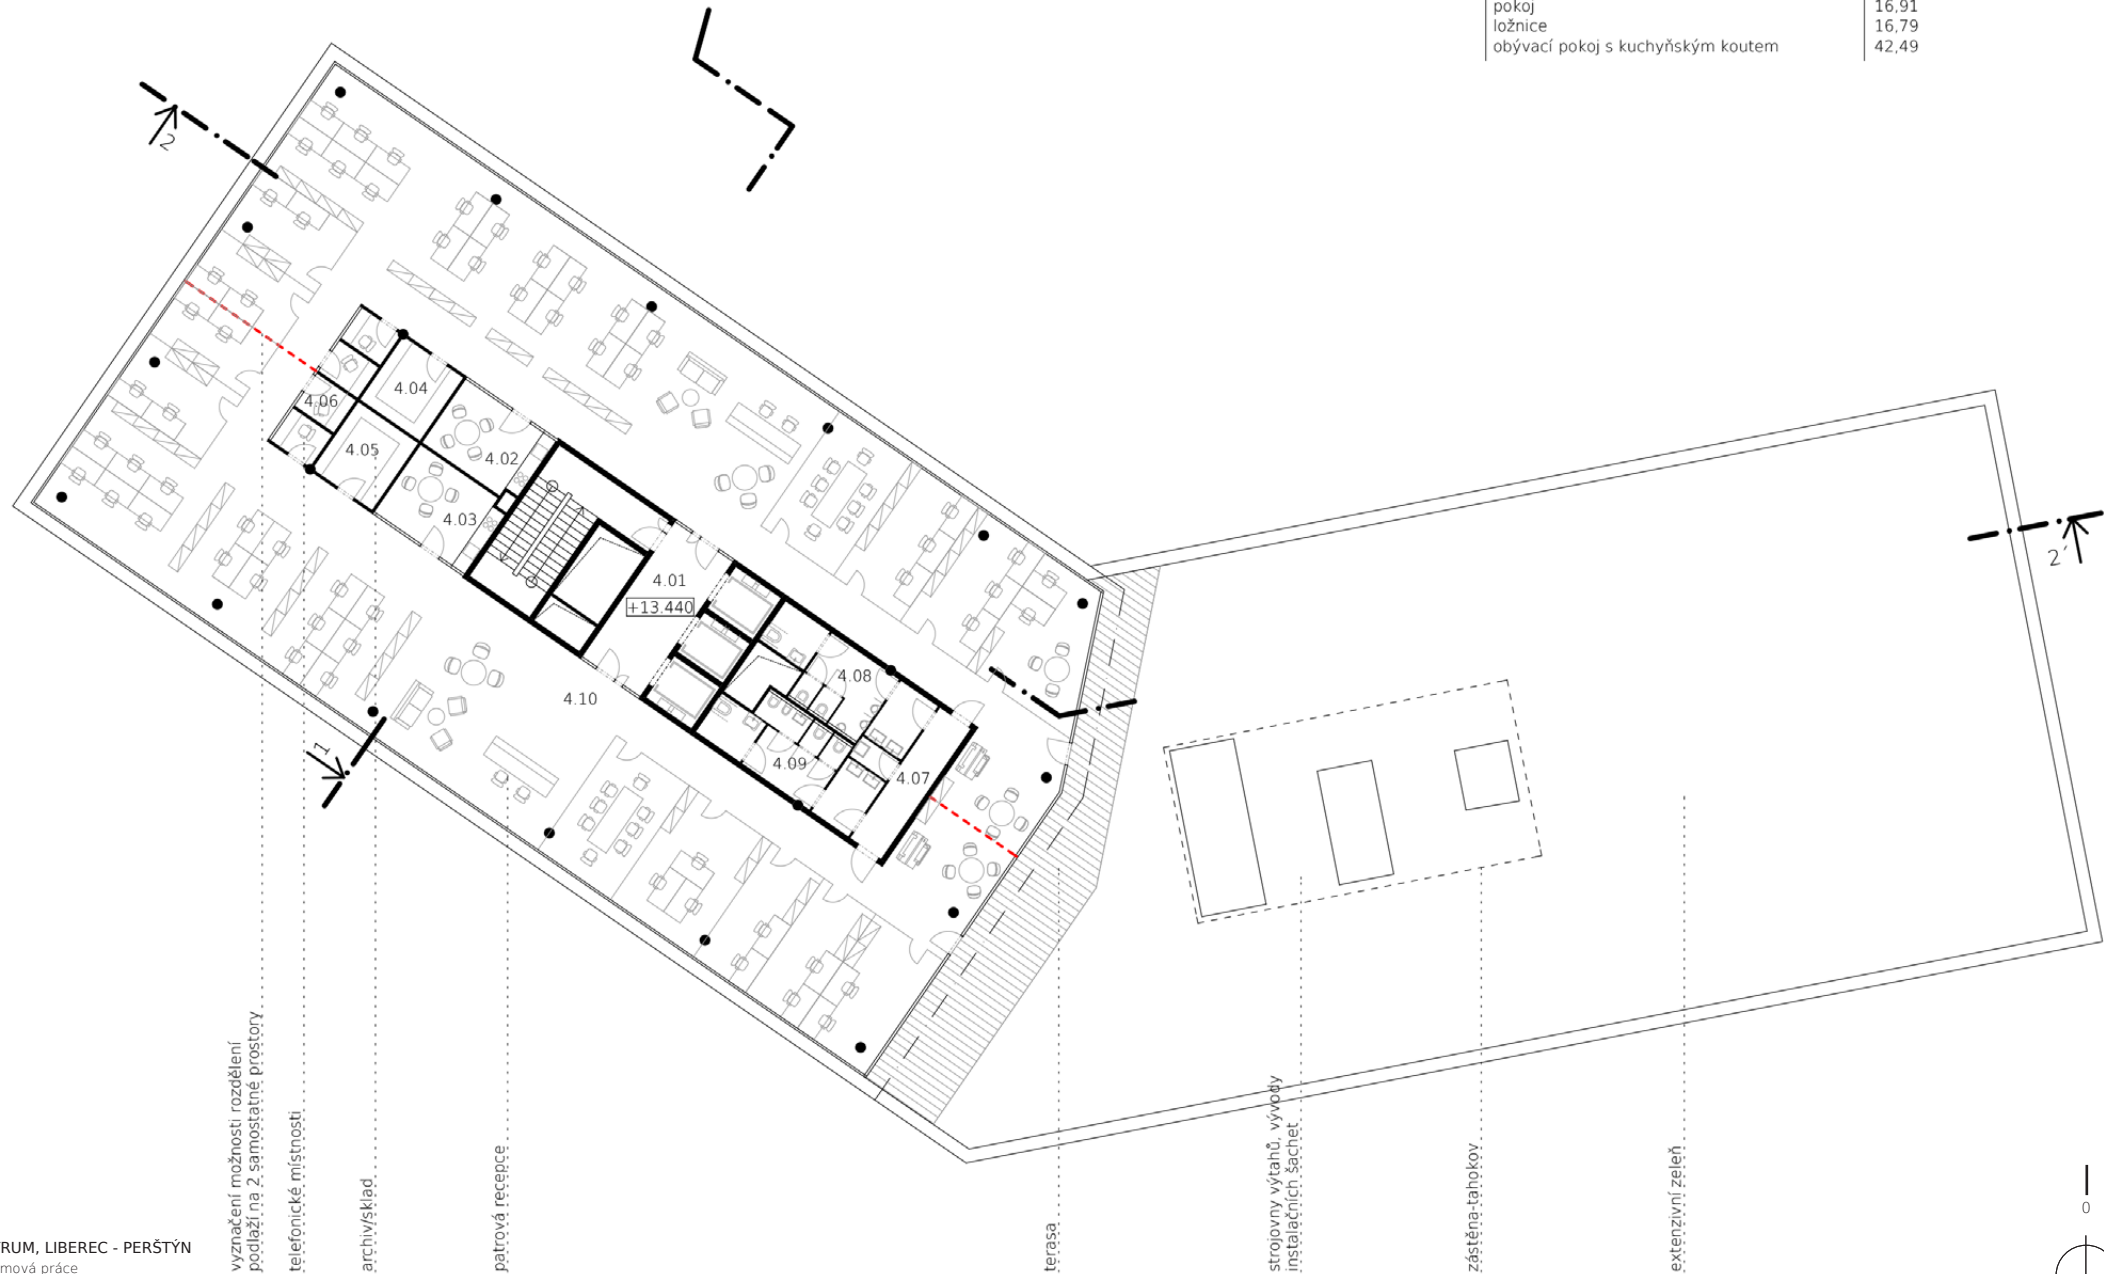 pokoj 16,91
ložnice 16,79
obývací pokoj s kuchyňským koutem 42,49
2
2'
4.04
4.06
4.05
4.02
4.03
4.01
+13.440
4.08
4.10
4.09
4.07
1
vyznačení možnosti rozdělení
podlaží na 2 samostatné prostory
telefonické místnosti
archiv/sklad
patrová recepce
terasa
strojovny výtahů, vývody
instalačních šachet
zástěna-tahokov
extenzivní zeleň
0
RUM, LIBEREC - PERŠTÝN
mová práce